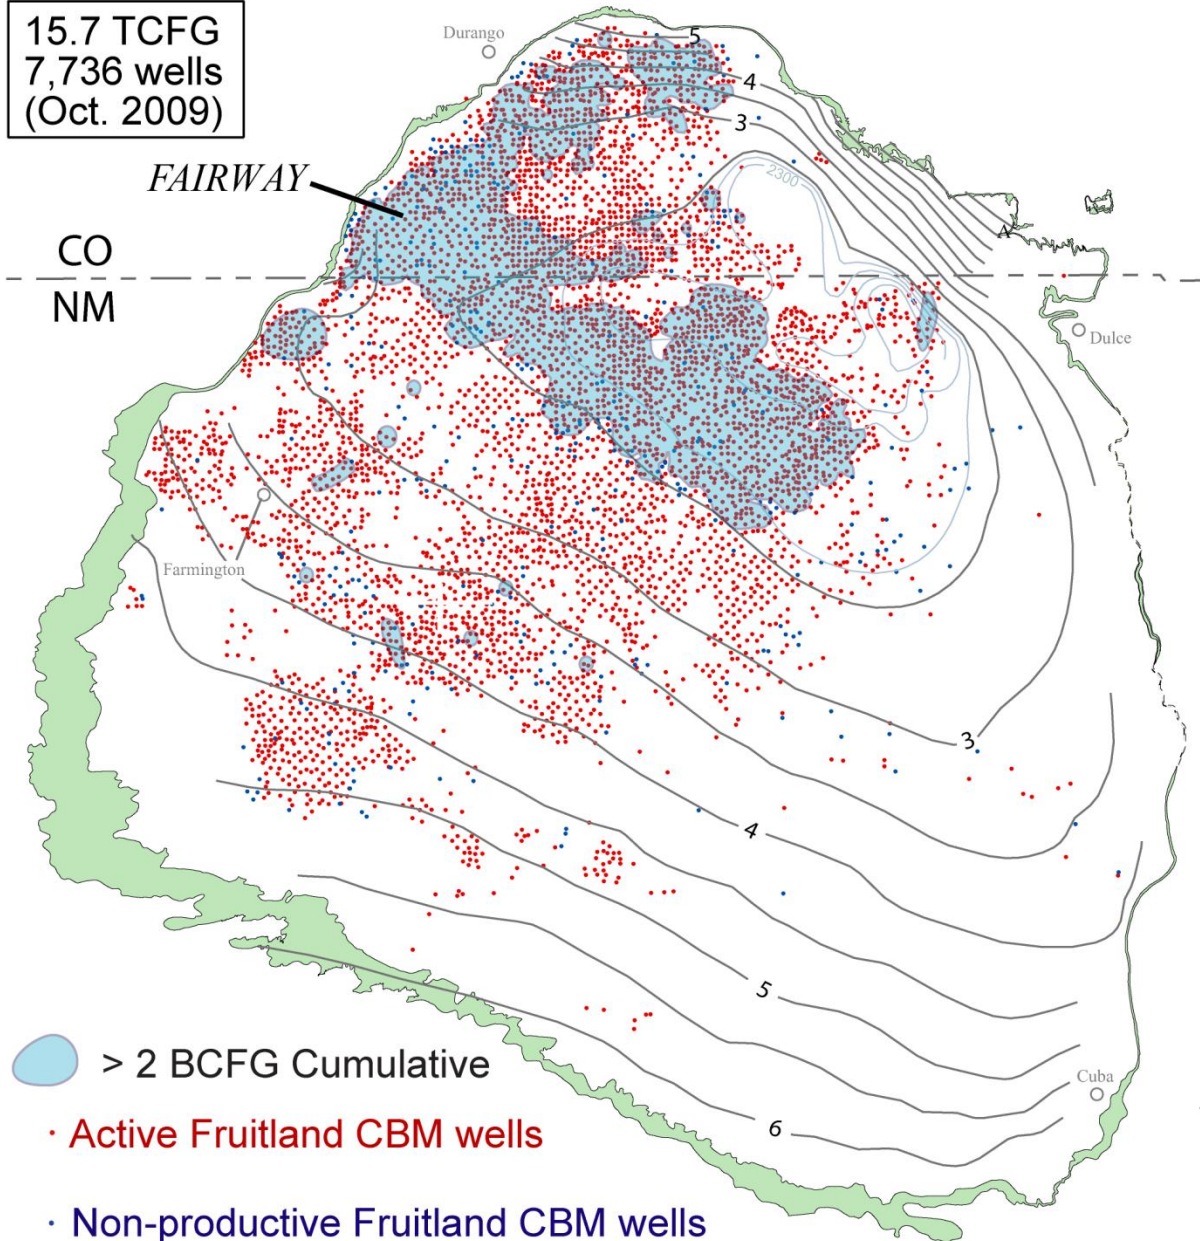 15.7 TCFG
7,736 wells
(Oct. 2009)
Durango
5
4
3
FAIRWAY
2300
CO
A
NM
Dulce
Farmington
3
4
5
6
Cuba
> 2 BCFG Cumulative
· Active Fruitland CBM wells
· Non-productive Fruitland CBM wells